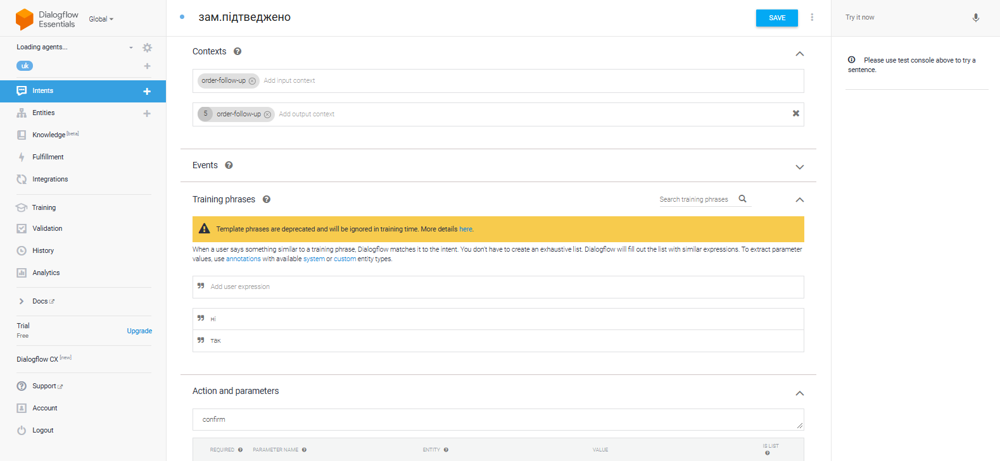 Dialogflow
Essentials
Global
Loading agents...
uk
Intents
Entities
Knowledge [beta]
Fulfillment
Integrations
Training
Validation
History
Analytics
Docs
Trial
Free
Upgrade
Dialogflow CX [new]
Support
Account
Logout
зам.підтведжено
SAVE
Contexts
order-follow-up Add input context
5 order-follow-up Add output context
Events
Training phrases
Search training phrases
Template phrases are deprecated and will be ignored in training time. More details here.
When a user says something similar to a training phrase, Dialogflow matches it to the intent. You don't have to create an exhaustive list. Dialogflow will fill out the list with similar expressions. To extract parameter
values, use annotations with available system or custom entity types.
Add user expression
ні
так
Action and parameters
confirm
REQUIRED PARAMETER NAME ENTITY VALUE IS LIST
Try it now
Please use test console above to try a
sentence.